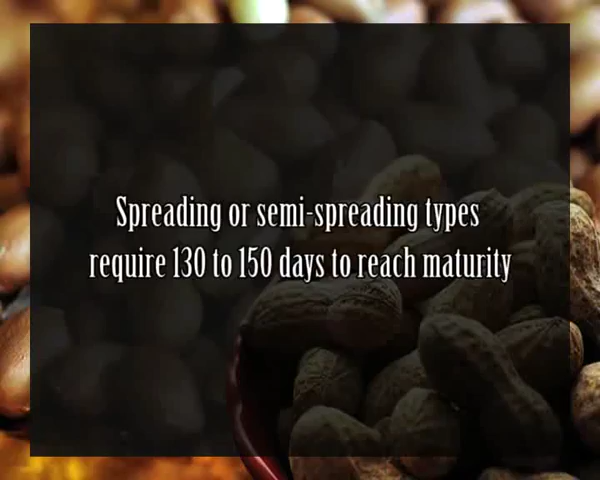 Spreading or semi-spreading types
require 130 to 150 days to reach maturity